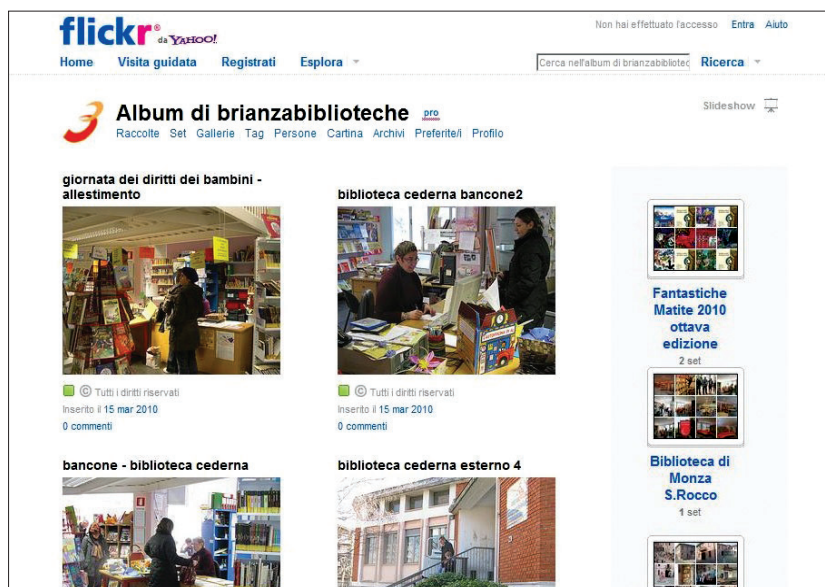 flickr® da YAHOO!
Non hai effettuato l'accesso Entra Aiuto
Home Visita guidata Registrati Esplora
Cerca nell'album di brianzabibliotec Ricerca
Album di brianzabiblioteche pro
Raccolte Set Gallerie Tag Persone Cartina Archivi Preferite/i Profilo
Slideshow
giornata dei diritti dei bambini -
allestimento
© Tutti i diritti riservati
Inserito il 15 mar 2010
0 commenti
biblioteca cederna bancone2
© Tutti i diritti riservati
Inserito il 15 mar 2010
0 commenti
bancone - biblioteca cederna
biblioteca cederna esterno 4
Fantastiche
Matite 2010
ottava
edizione
2 set
Biblioteca di
Monza
S.Rocco
1 set